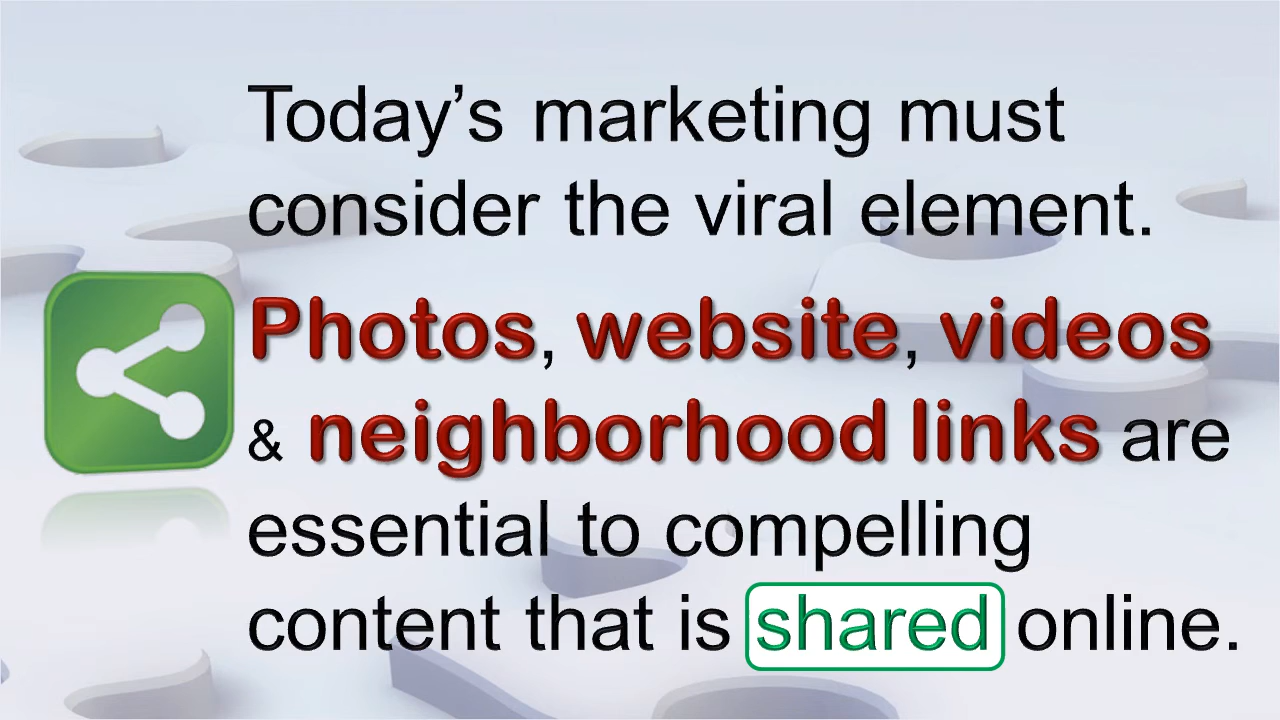 Today’s marketing must
consider the viral element.
Photos, website, videos
& neighborhood links are
essential to compelling
content that is shared online.